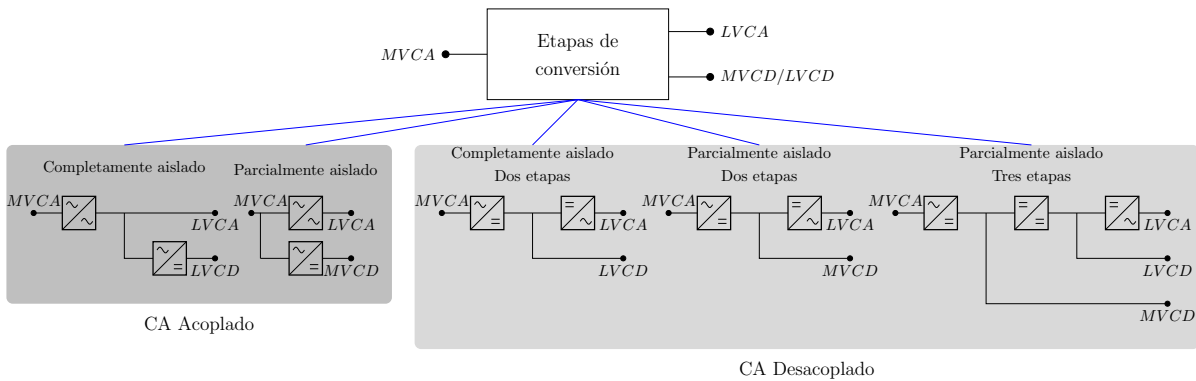 Etapas de
conversión
MVCA
LVCA
MVCD/LVCD
Completamente aislado
MVCA
LVCA
LVCD
Parcialmente aislado
MVCA
LVCA
MVCD
CA Acoplado
Completamente aislado
Dos etapas
MVCA
LVCA
LVCD
Parcialmente aislado
Dos etapas
MVCA
LVCA
MVCD
Parcialmente aislado
Tres etapas
MVCA
LVCA
LVCD
MVCD
CA Desacoplado